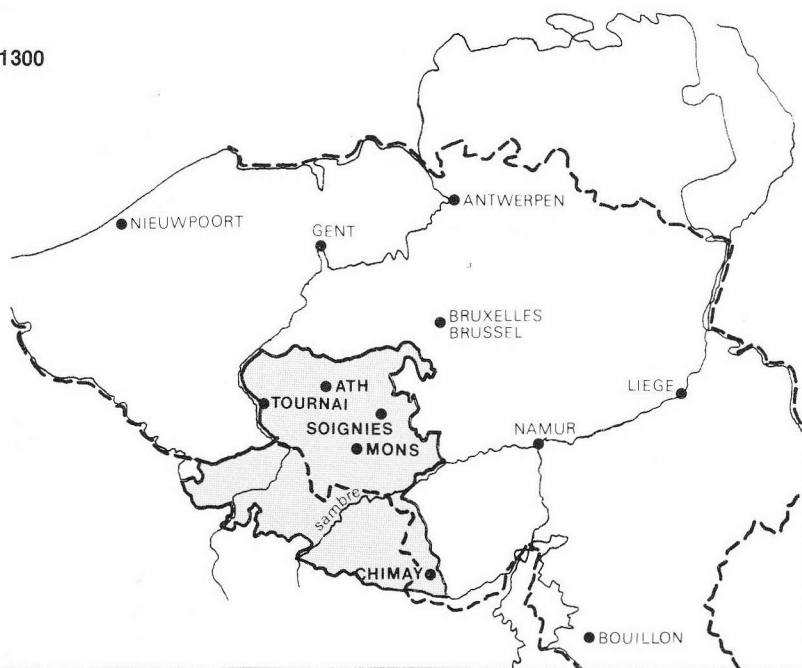 1300
NIEUWPOORT
GENT
ANTWERPEN
BRUXELLES
BRUSSEL
ATH
TOURNAI
SOIGNIES
MONS
LIEGE
NAMUR
sambre
CHIMAY
BOUILLON